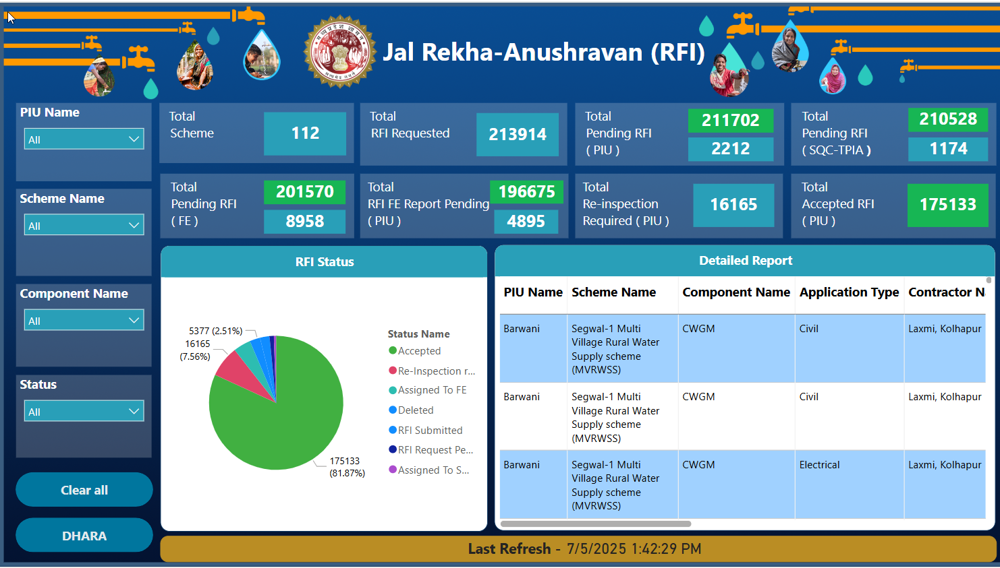 Jal Rekha-Anushravan (RFI)
PIU Name
All
Scheme Name
All
Component Name
All
Status
All
Clear all
DHARA
Total
Scheme
112
Total
RFI Requested
213914
Total
Pending RFI
( PIU )
211702
2212
Total
Pending RFI
( SQC-TPIA )
210528
1174
Total
Pending RFI
( FE )
201570
8958
Total
RFI FE Report Pending
( PIU )
196675
4895
Total
Re-inspection
Required ( PIU )
16165
Total
Accepted RFI
( PIU )
175133
RFI Status
5377 (2.51%)
16165
(7.56%)
175133
(81.87%)
Status Name
Accepted
Re-Inspection r...
Assigned To FE
Deleted
RFI Submitted
RFI Request Pe...
Assigned To S...
Detailed Report
PIU Name Scheme Name Component Name Application Type Contractor N
Barwani Segwal-1 Multi CWGM Civil Laxmi, Kolhapur
Village Rural Water
Supply scheme
(MVRWSS)
Barwani Segwal-1 Multi CWGM Civil Laxmi, Kolhapur
Village Rural Water
Supply scheme
(MVRWSS)
Barwani Segwal-1 Multi CWGM Electrical Laxmi, Kolhapur
Village Rural Water
Supply scheme
(MVRWSS)
Last Refresh - 7/5/2025 1:42:29 PM